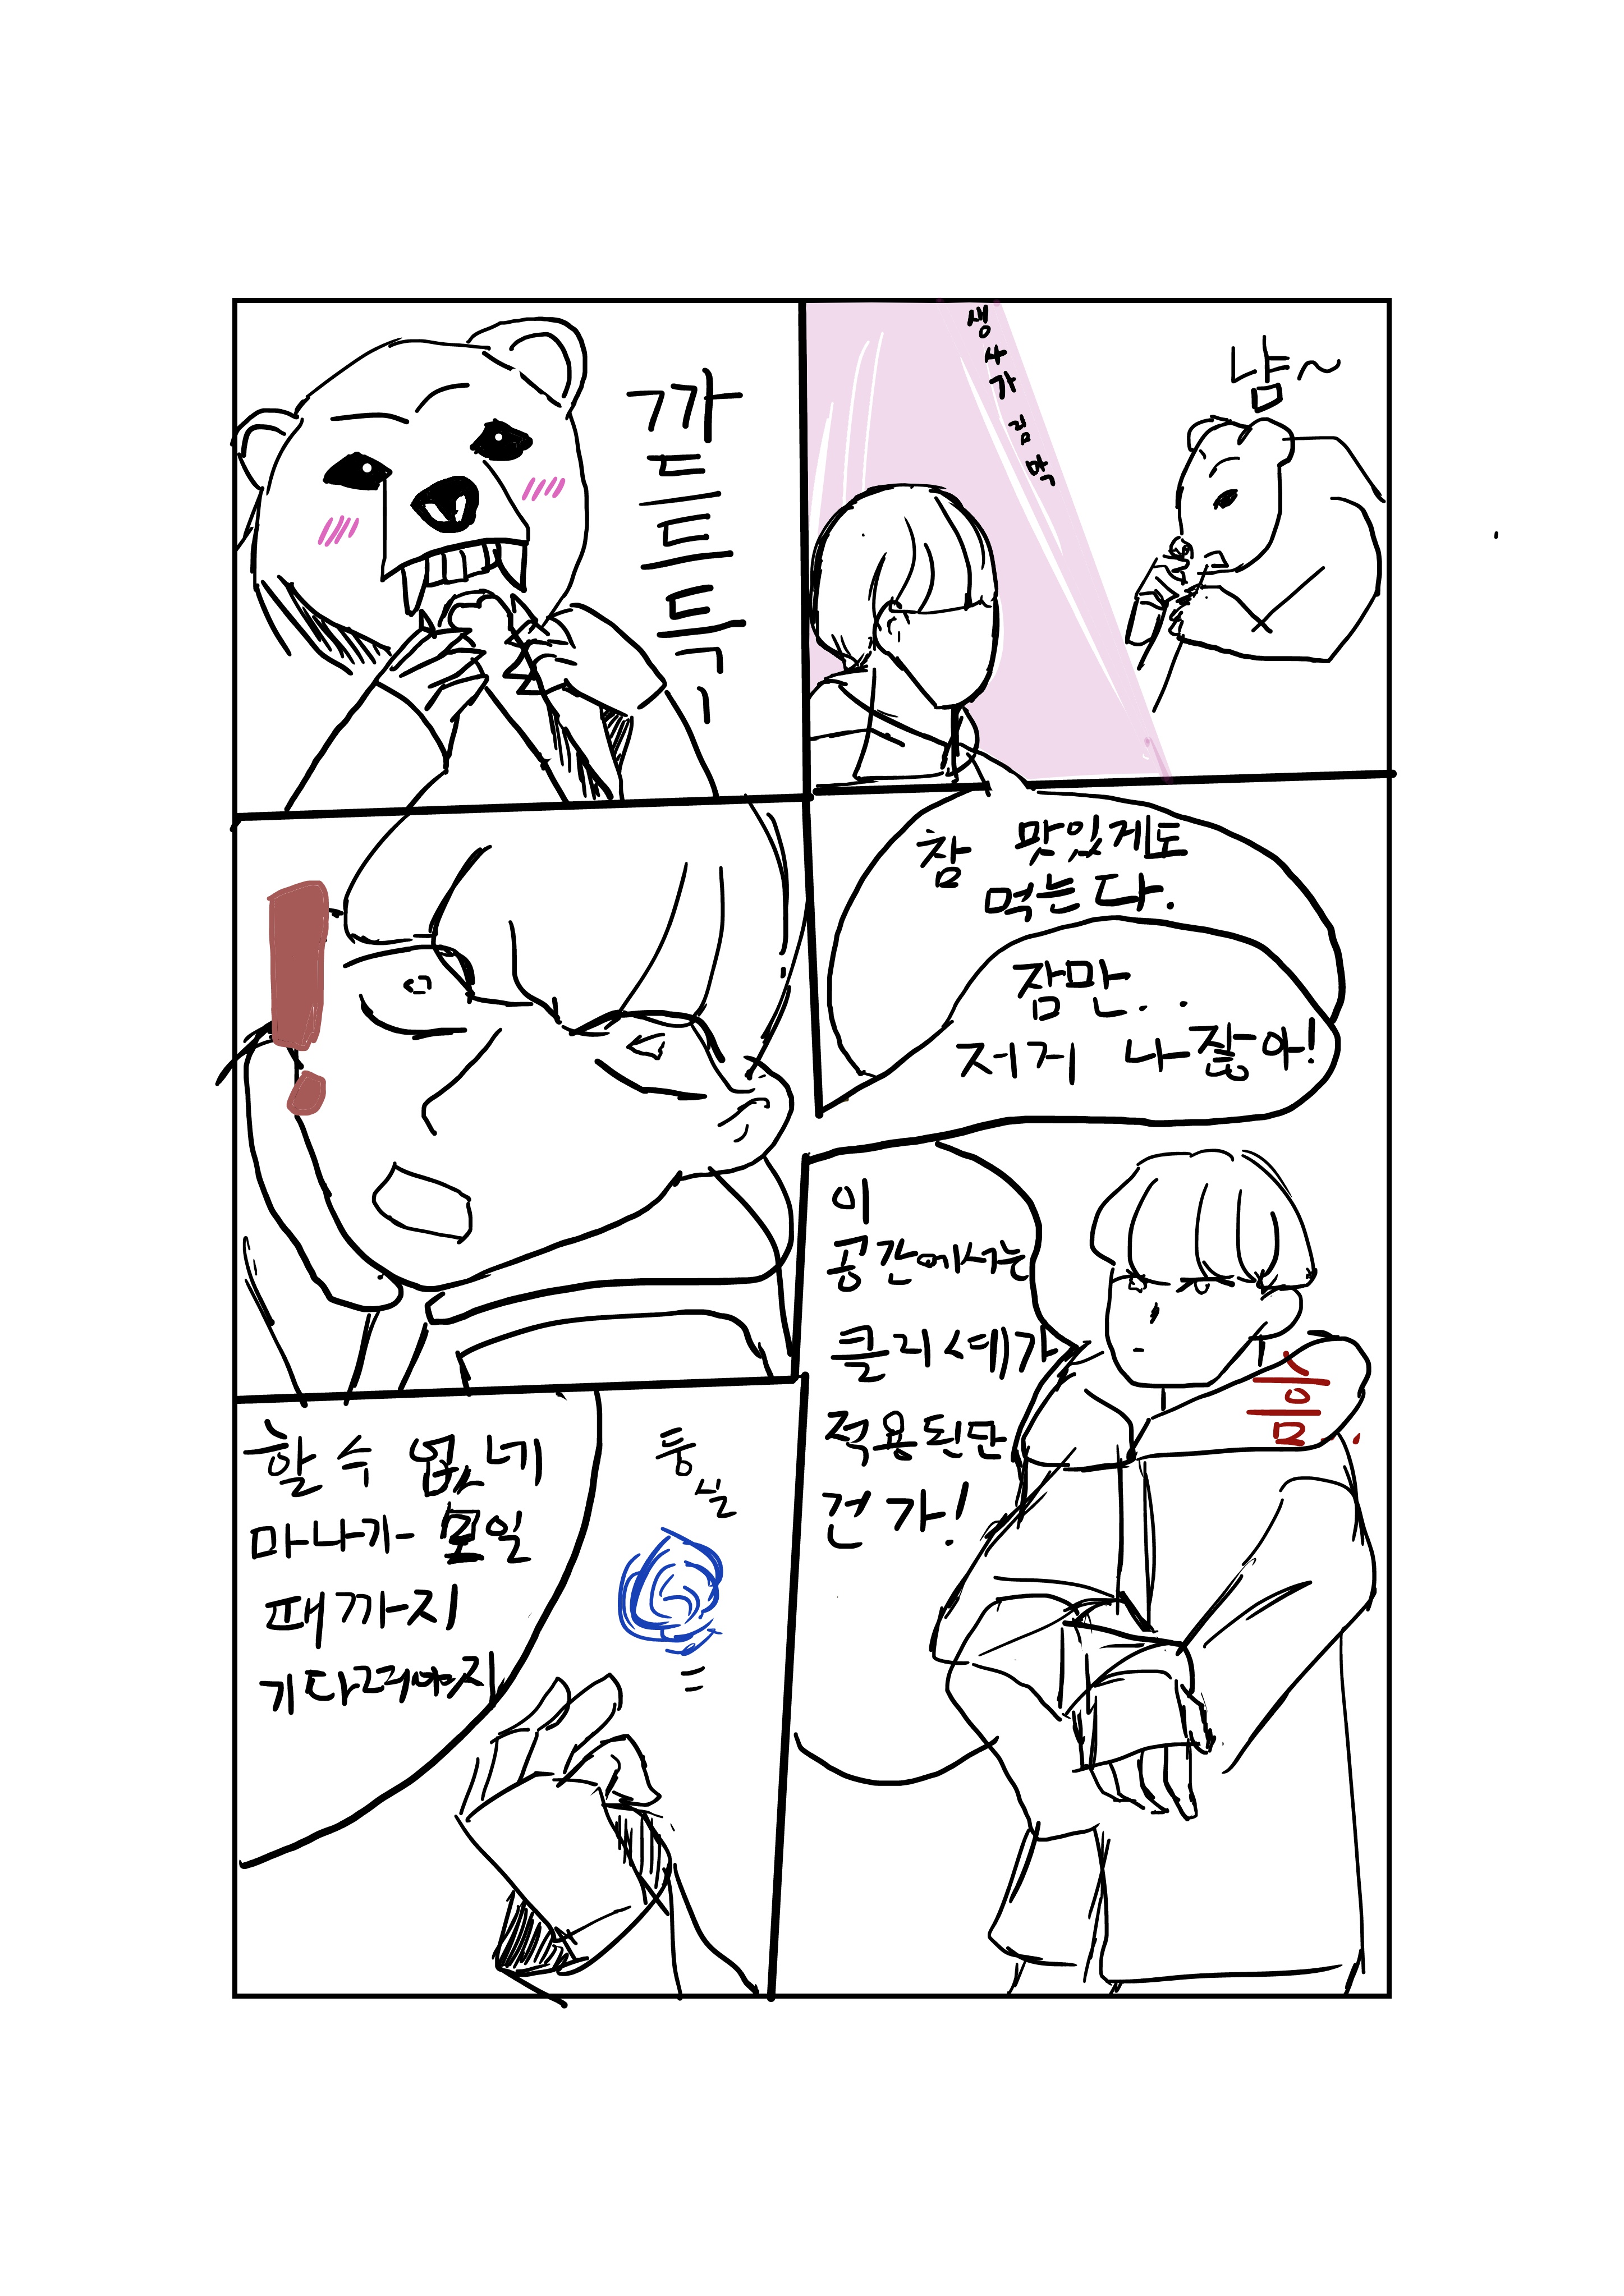 까드드득
생사가림막
냠~
참 맛있게도
먹는다.
잠만..
저거 나잖아!
이
공간에서는
클리셰가
적용된단
건가!
흠..
할 수 없네
마나가 모일
때까지
기다려야지
둥실